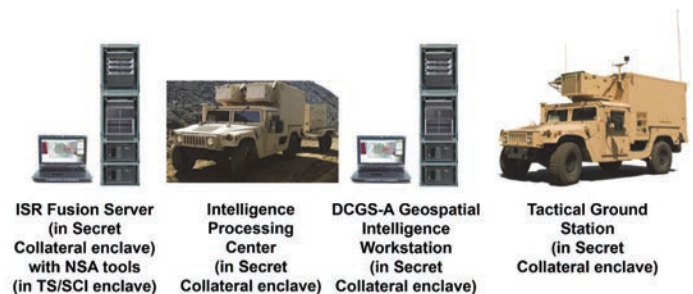 ISR Fusion Server
(in Secret
Collateral enclave)
with NSA tools
(in TS/SCI enclave)
Intelligence
Processing
Center
(in Secret
Collateral enclave)
DCGS-A Geospatial
Intelligence
Workstation
(in Secret
Collateral enclave)
Tactical Ground
Station
(in Secret
Collateral enclave)